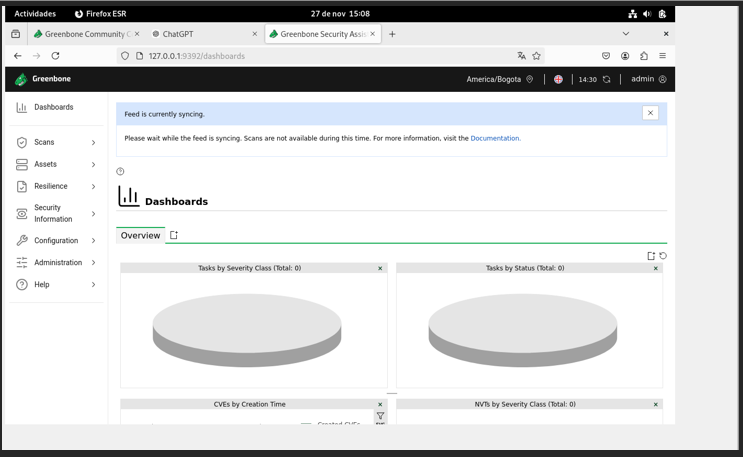 Actividades Firefox ESR 27 de nov 15:08
Greenbone Community C ChatGPT Greenbone Security Assi
127.0.0.1:9392/dashboards
Greenbone America/Bogota 14:30 admin
Dashboards
Scans
Assets
Resilience
Security
Information
Configuration
Administration
Help
Feed is currently syncing.
Please wait while the feed is syncing. Scans are not available during this time. For more information, visit the Documentation.
Dashboards
Overview
Tasks by Severity Class (Total: 0) Tasks by Status (Total: 0)
CVEs by Creation Time NVTs by Severity Class (Total: 0)
Created CVEs